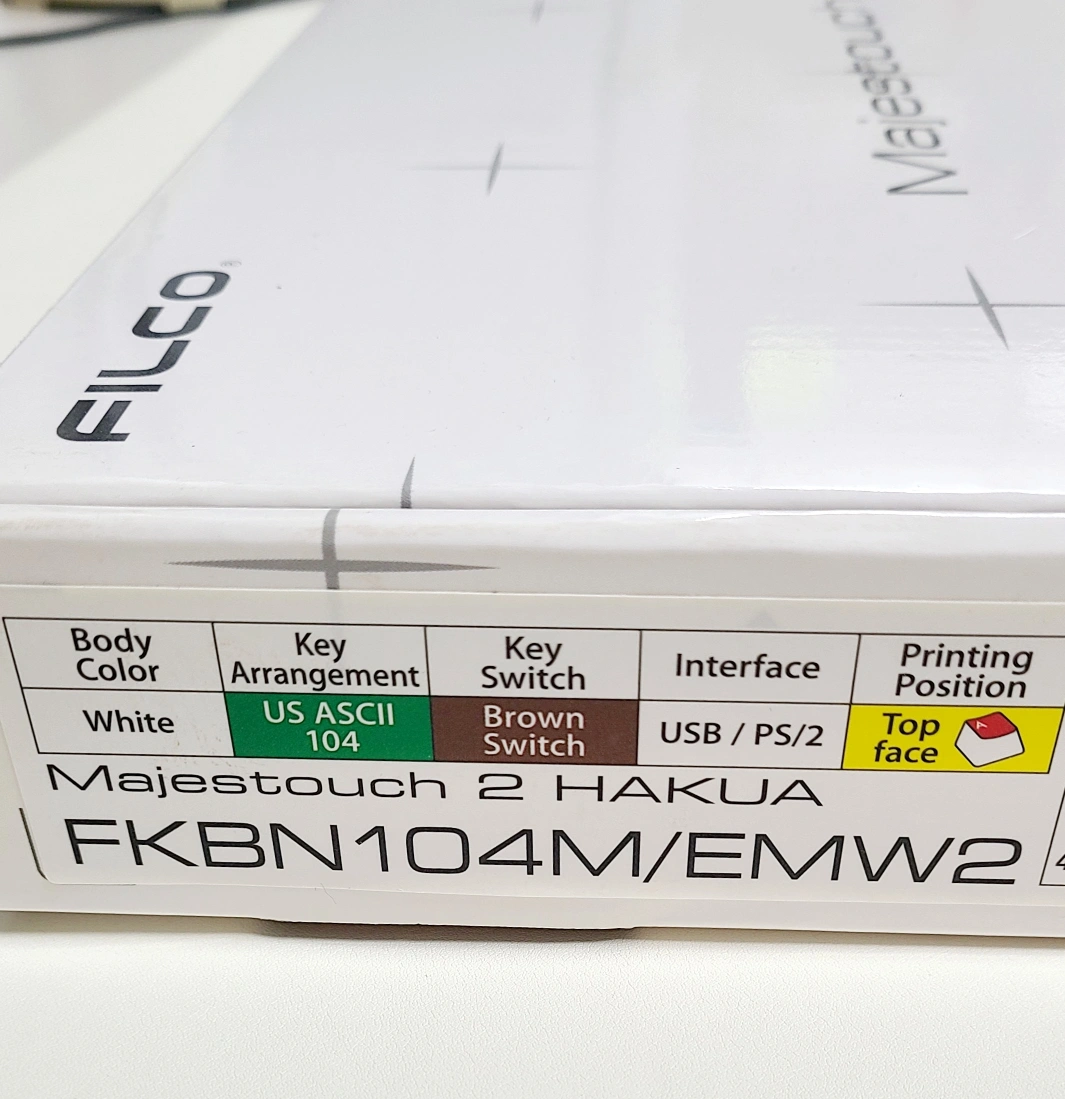 Majestouch
FILCO®
Body Color
Key Arrangement
Key Switch
Interface
Printing Position
White
US ASCII 104
Brown Switch
USB / PS/2
Top face
A
Majestouch 2 HAKUA
FKBN104M/EMW2